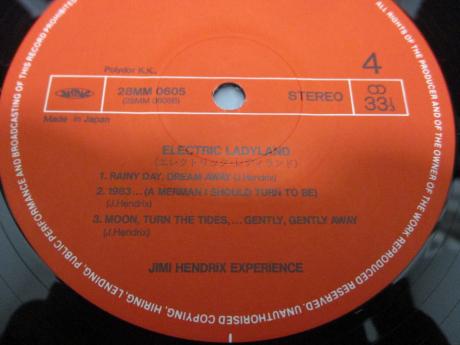 ALL RIGHTS OF THE PRODUCER AND OF THE OWNER OF THE WORK REPRODUCED RESERVED. UNAUTHORISED COPYING, HIRING, LENDING, PUBLIC PERFORMANCE AND BROADCASTING OF THIS RECORD PROHIBITED
Polydor K.K.,
4
28MM 0605
(28MM 0606B)
STEREO
33⅓
Made in Japan
ELECTRIC LADYLAND
(エレクトリック・レディランド)
1. RAINY DAY, DREAM AWAY (J.Hendrix)
2. 1983... (A MERMAN I SHOULD TURN TO BE)
(J.Hendrix)
3. MOON, TURN THE TIDES,... GENTLY, GENTLY AWAY
(J.Hendrix)
JIMI HENDRIX EXPERIENCE